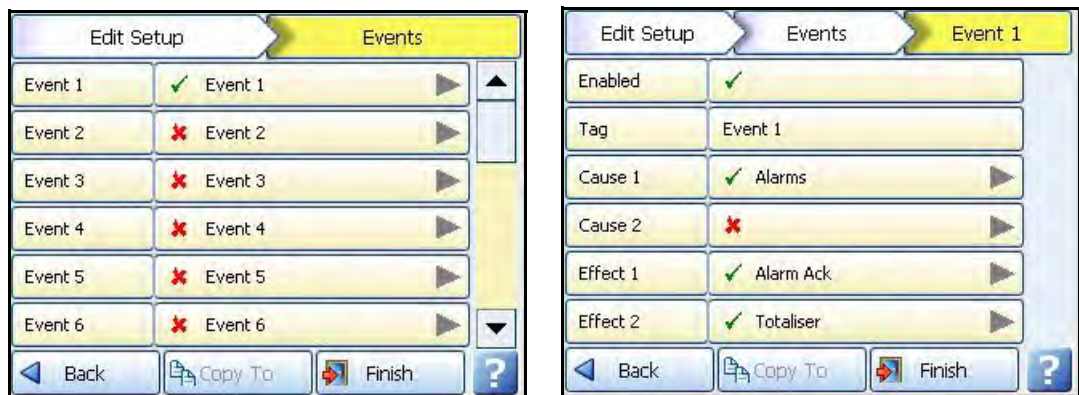 Edit Setup Events
Event 1 Event 1
Event 2 Event 2
Event 3 Event 3
Event 4 Event 4
Event 5 Event 5
Event 6 Event 6
Back Copy To Finish ?
Edit Setup Events Event 1
Enabled
Tag Event 1
Cause 1 Alarms
Cause 2
Effect 1 Alarm Ack
Effect 2 Totaliser
Back Copy To Finish ?